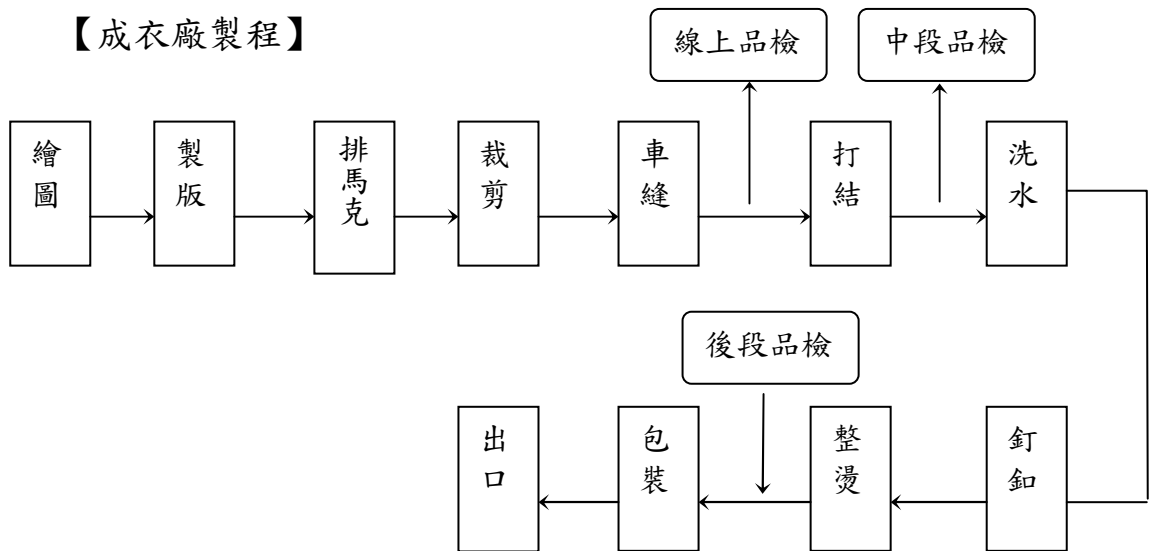 【成衣廠製程】
線上品檢
中段品檢
繪圖
製版
排馬克
裁剪
車縫
打結
洗水
後段品檢
出口
包裝
整燙
釘釦